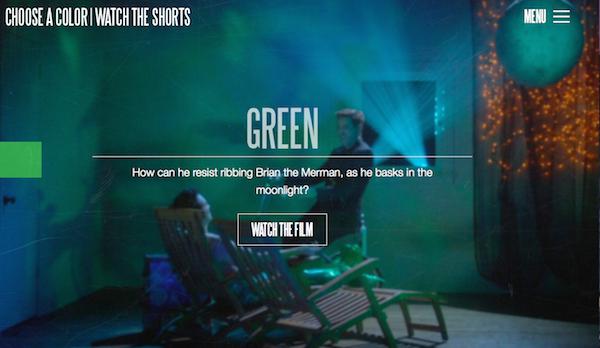 CHOOSE A COLOR | WATCH THE SHORTS
MENU
GREEN
How can he resist ribbing Brian the Merman, as he basks in the
moonlight?
WATCH THE FILM